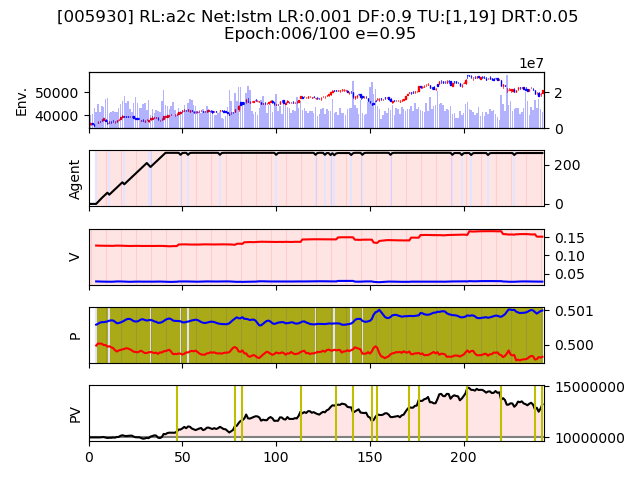 [005930] RL:a2c Net:lstm LR:0.001 DF:0.9 TU:[1,19] DRT:0.05
Epoch:006/100 e=0.95
1e7
Env.
50000
40000
2
0
Agent
200
0
V
0.15
0.10
0.05
P
0.501
0.500
PV
15000000
10000000
0 50 100 150 200